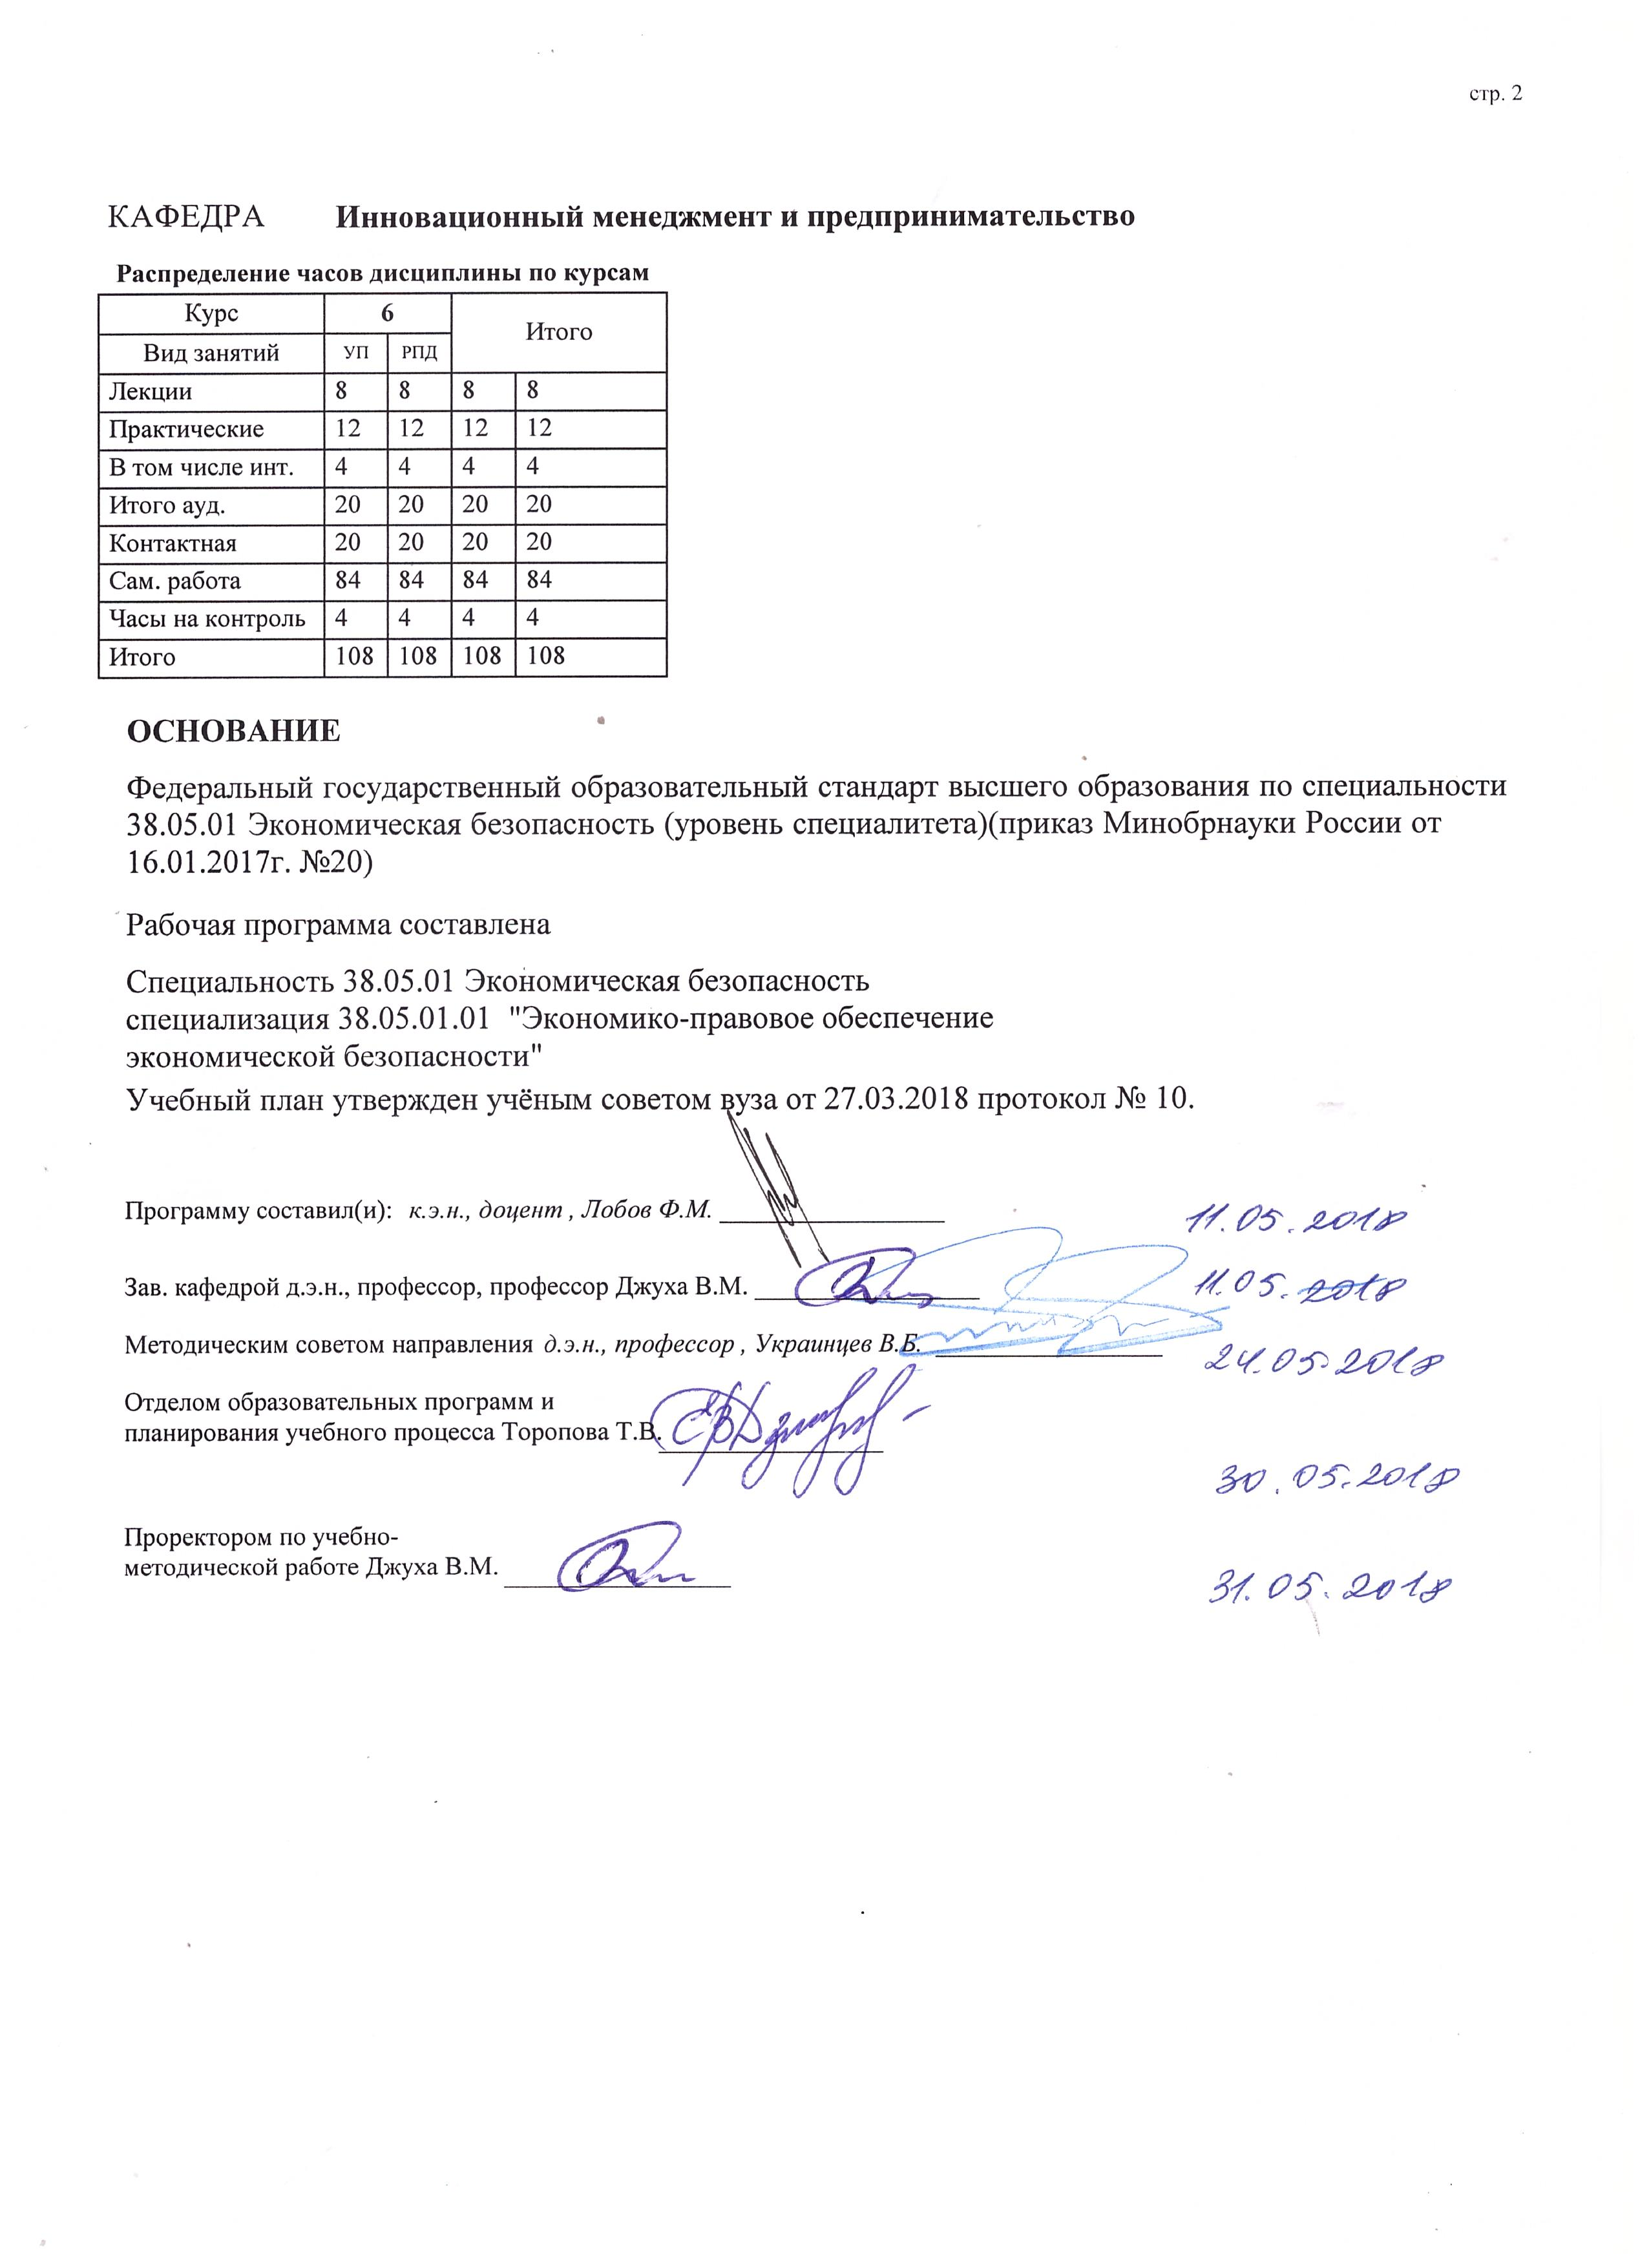 стр. 2
КАФЕДРА Инновационный менеджмент и предпринимательство
Распределение часов дисциплины по курсам
Курс 6 Итого
Вид занятий УП РПД
Лекции 8 8 8 8
Практические 12 12 12 12
В том числе инт. 4 4 4 4
Итого ауд. 20 20 20 20
Контактная 20 20 20 20
Сам. работа 84 84 84 84
Часы на контроль 4 4 4 4
Итого 108 108 108 108
ОСНОВАНИЕ
Федеральный государственный образовательный стандарт высшего образования по специальности
38.05.01 Экономическая безопасность (уровень специалитета)(приказ Минобрнауки России от
16.01.2017г. №20)
Рабочая программа составлена
Специальность 38.05.01 Экономическая безопасность
специализация 38.05.01.01 "Экономико-правовое обеспечение
экономической безопасности"
Учебный план утвержден учёным советом вуза от 27.03.2018 протокол № 10.
Программу составил(и): к.э.н., доцент , Лобов Ф.М. 11.05.2018
Зав. кафедрой д.э.н., профессор, профессор Джуха В.М. 11.05.2018
Методическим советом направления д.э.н., профессор , Украинцев В.Б. 24.05.2018
Отделом образовательных программ и
планирования учебного процесса Торопова Т.В.
30.05.2018
Проректором по учебно-
методической работе Джуха В.М.
31.05.2018